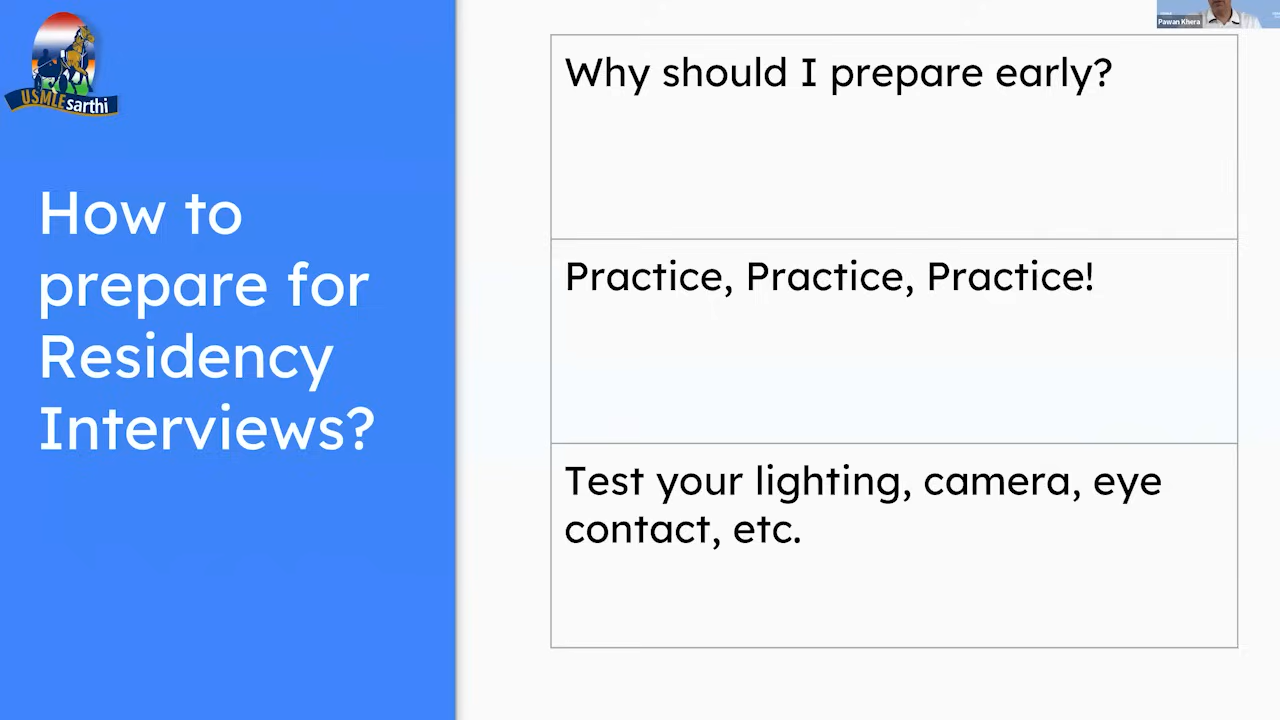 USMLE sarthi
How to
prepare for
Residency
Interviews?
Pawan Khera
Why should I prepare early?
Practice, Practice, Practice!
Test your lighting, camera, eye
contact, etc.